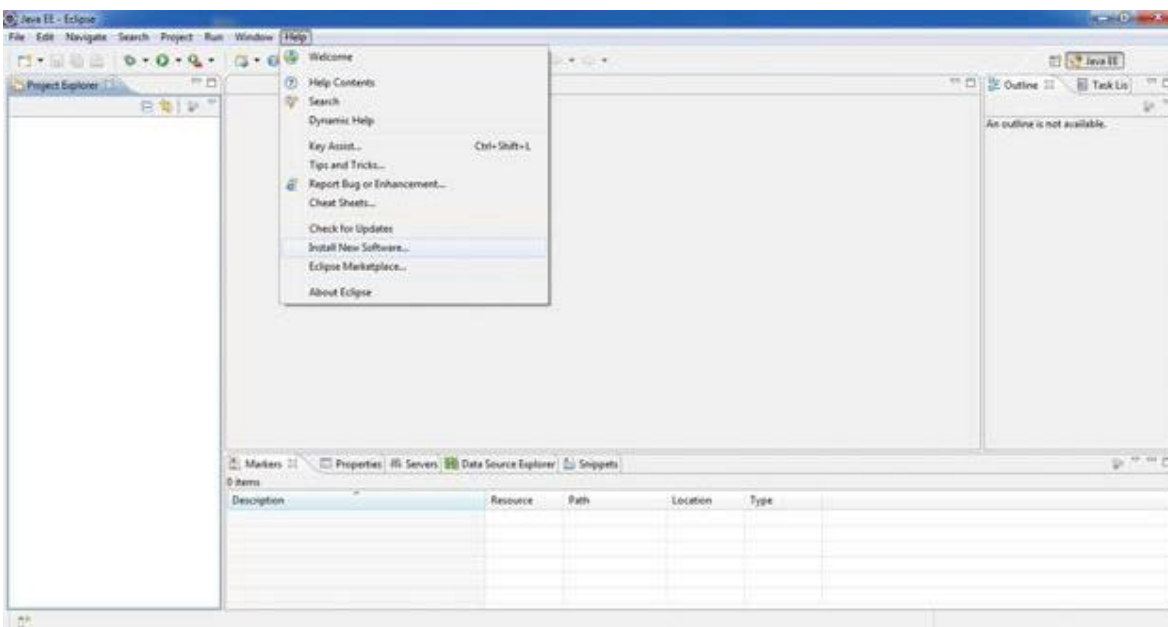 Java EE - Eclipse
File Edit Navigate Search Project Run Window Help
Java EE
Project Explorer
Welcome
Help Contents
Search
Dynamic Help
Key Assist... Ctrl+Shift+L
Tips and Tricks...
Report Bug or Enhancement...
Cheat Sheets...
Check for Updates
Install New Software...
Eclipse Marketplace...
About Eclipse
Outline Task Lis
An outline is not available.
Markers Properties Servers Data Source Explorer Snippets
0 items
Description Resource Path Location Type